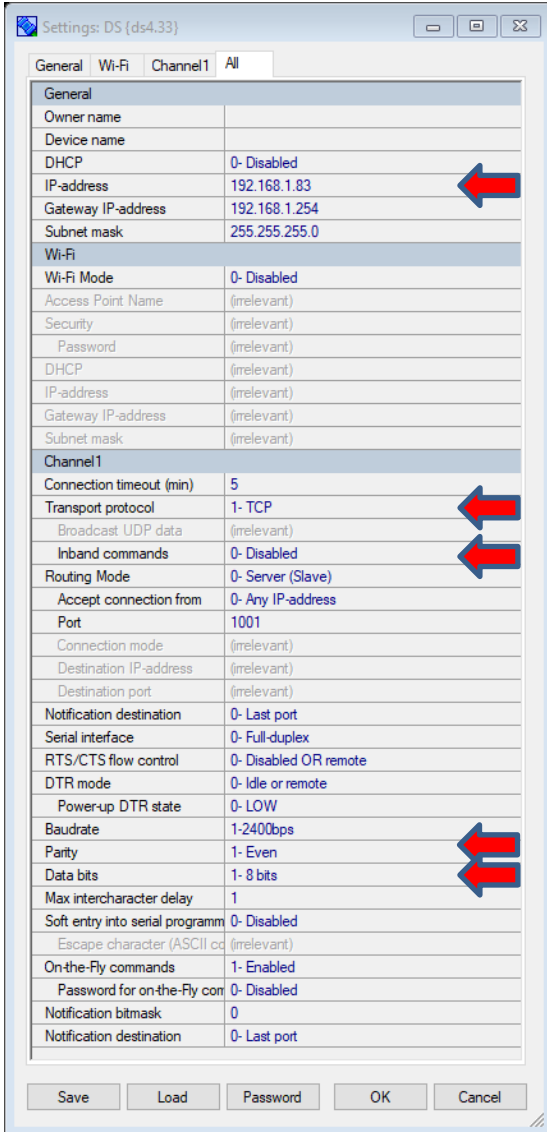 Settings: DS {ds4.33}
General Wi-Fi Channel1 All
General
Owner name
Device name
DHCP 0- Disabled
IP-address 192.168.1.83
Gateway IP-address 192.168.1.254
Subnet mask 255.255.255.0
Wi-Fi
Wi-Fi Mode 0- Disabled
Access Point Name (irrelevant)
Security (irrelevant)
Password (irrelevant)
DHCP (irrelevant)
IP-address (irrelevant)
Gateway IP-address (irrelevant)
Subnet mask (irrelevant)
Channel1
Connection timeout (min) 5
Transport protocol 1- TCP
Broadcast UDP data (irrelevant)
Inband commands 0- Disabled
Routing Mode 0- Server (Slave)
Accept connection from 0- Any IP-address
Port 1001
Connection mode (irrelevant)
Destination IP-address (irrelevant)
Destination port (irrelevant)
Notification destination 0- Last port
Serial interface 0- Full-duplex
RTS/CTS flow control 0- Disabled OR remote
DTR mode 0- Idle or remote
Power-up DTR state 0- LOW
Baudrate 1-2400bps
Parity 1- Even
Data bits 1- 8 bits
Max intercharacter delay 1
Soft entry into serial programm 0- Disabled
Escape character (ASCII co (irrelevant)
On-the-Fly commands 1- Enabled
Password for on-the-Fly com 0- Disabled
Notification bitmask 0
Notification destination 0- Last port
Save Load Password OK Cancel